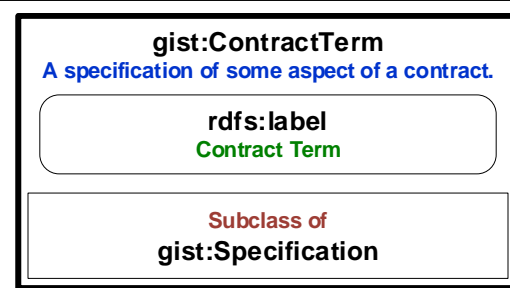 gist:ContractTerm
A specification of some aspect of a contract.
rdfs:label
Contract Term
Subclass of
gist:Specification